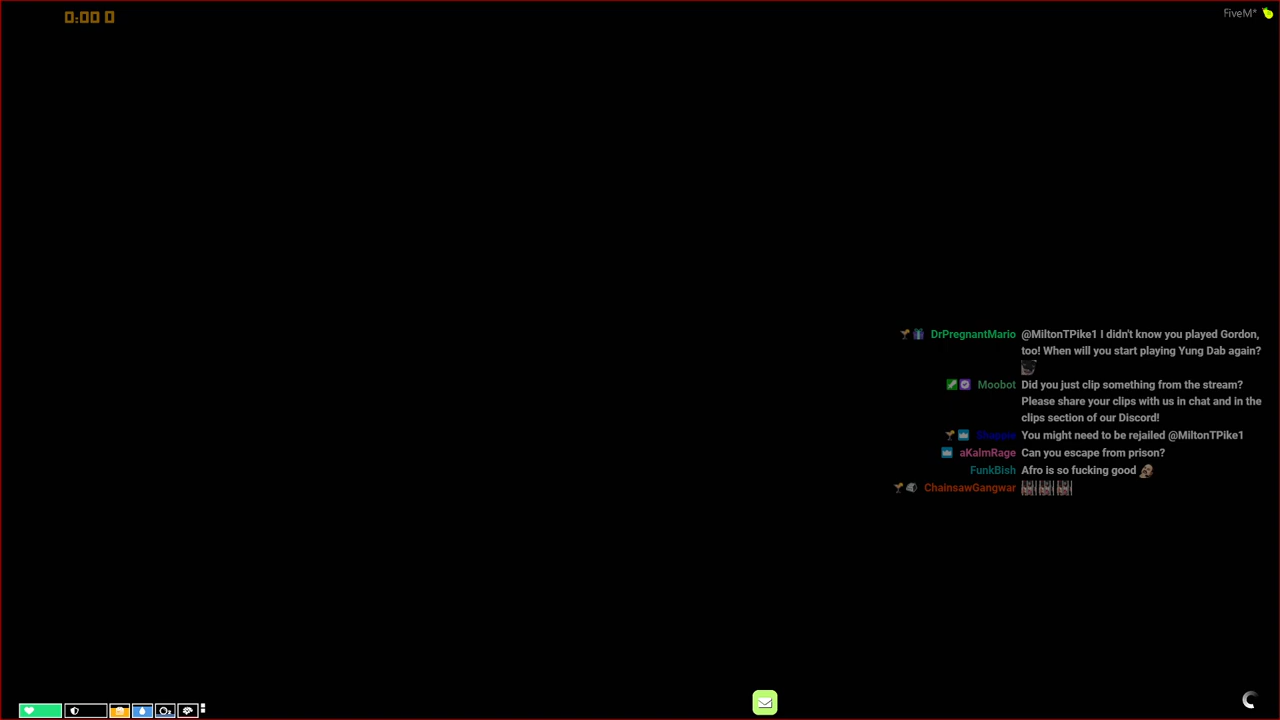 0:00 0
FiveM*
DrPregnantMario @MiltonTPike1 I didn't know you played Gordon,
too! When will you start playing Yung Dab again?
Moobot Did you just clip something from the stream?
Please share your clips with us in chat and in the
clips section of our Discord!
You might need to be rejailed @MiltonTPike1
aKalmRage Can you escape from prison?
FunkBish Afro is so fucking good
ChainsawGangwar
O₂